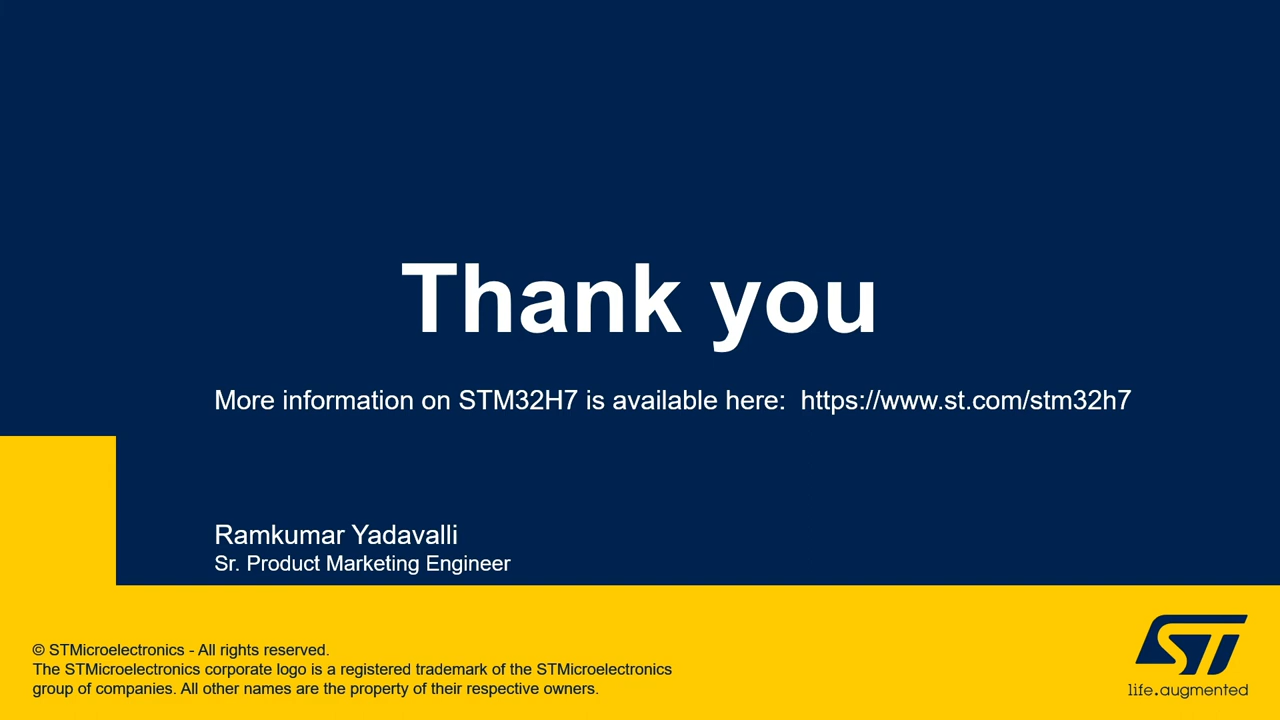 Thank you
More information on STM32H7 is available here: https://www.st.com/stm32h7
Ramkumar Yadavalli
Sr. Product Marketing Engineer
© STMicroelectronics - All rights reserved.
The STMicroelectronics corporate logo is a registered trademark of the STMicroelectronics
group of companies. All other names are the property of their respective owners.
ST
life.augmented